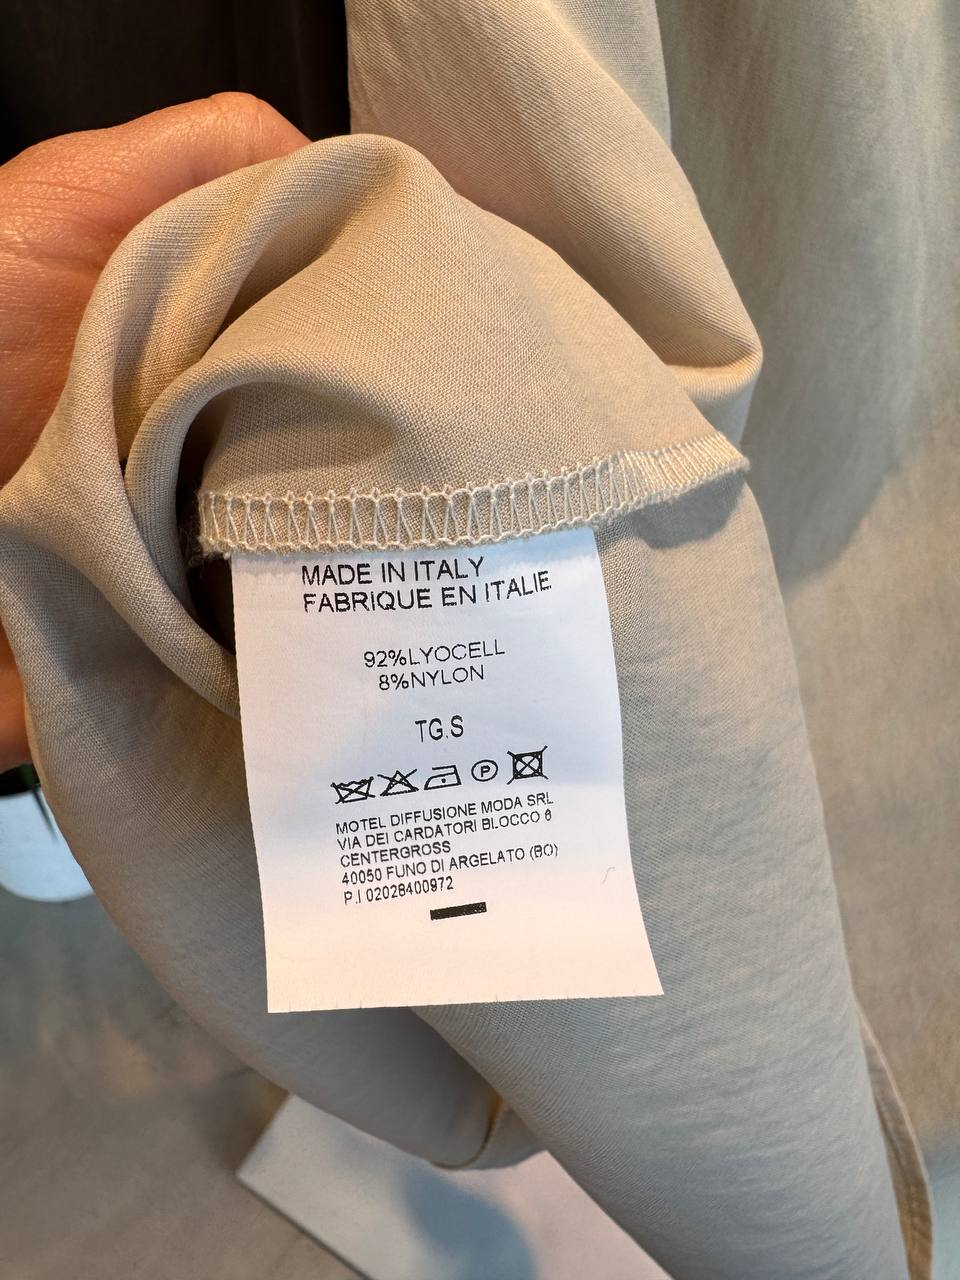 MADE IN ITALY
FABRIQUE EN ITALIE
92%LYOCELL
8%NYLON
TG.S
P
MOTEL DIFFUSIONE MODA SRL
VIA DEI CARDATORI BLOCCO 6
CENTERGROSS
40050 FUNO DI ARGELATO (BO)
P.I 02028400972